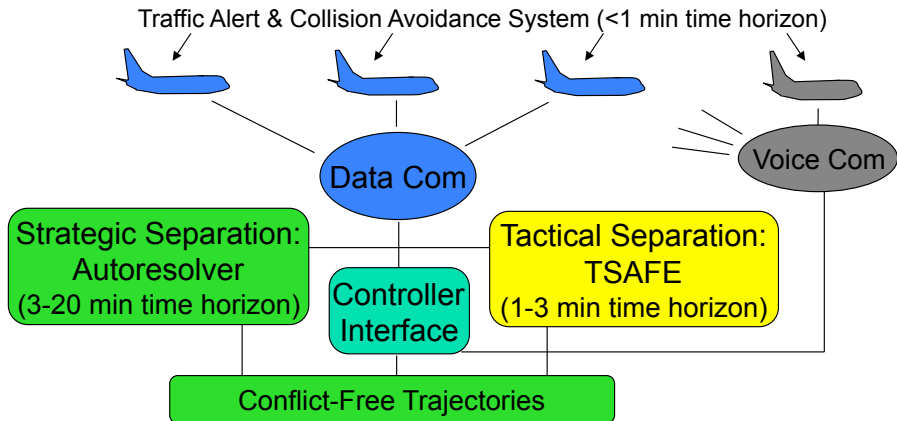 Traffic Alert & Collision Avoidance System (<1 min time horizon)
Data Com
Voice Com
Strategic Separation:
Autoresolver
(3-20 min time horizon)
Tactical Separation:
TSAFE
(1-3 min time horizon)
Controller
Interface
Conflict-Free Trajectories